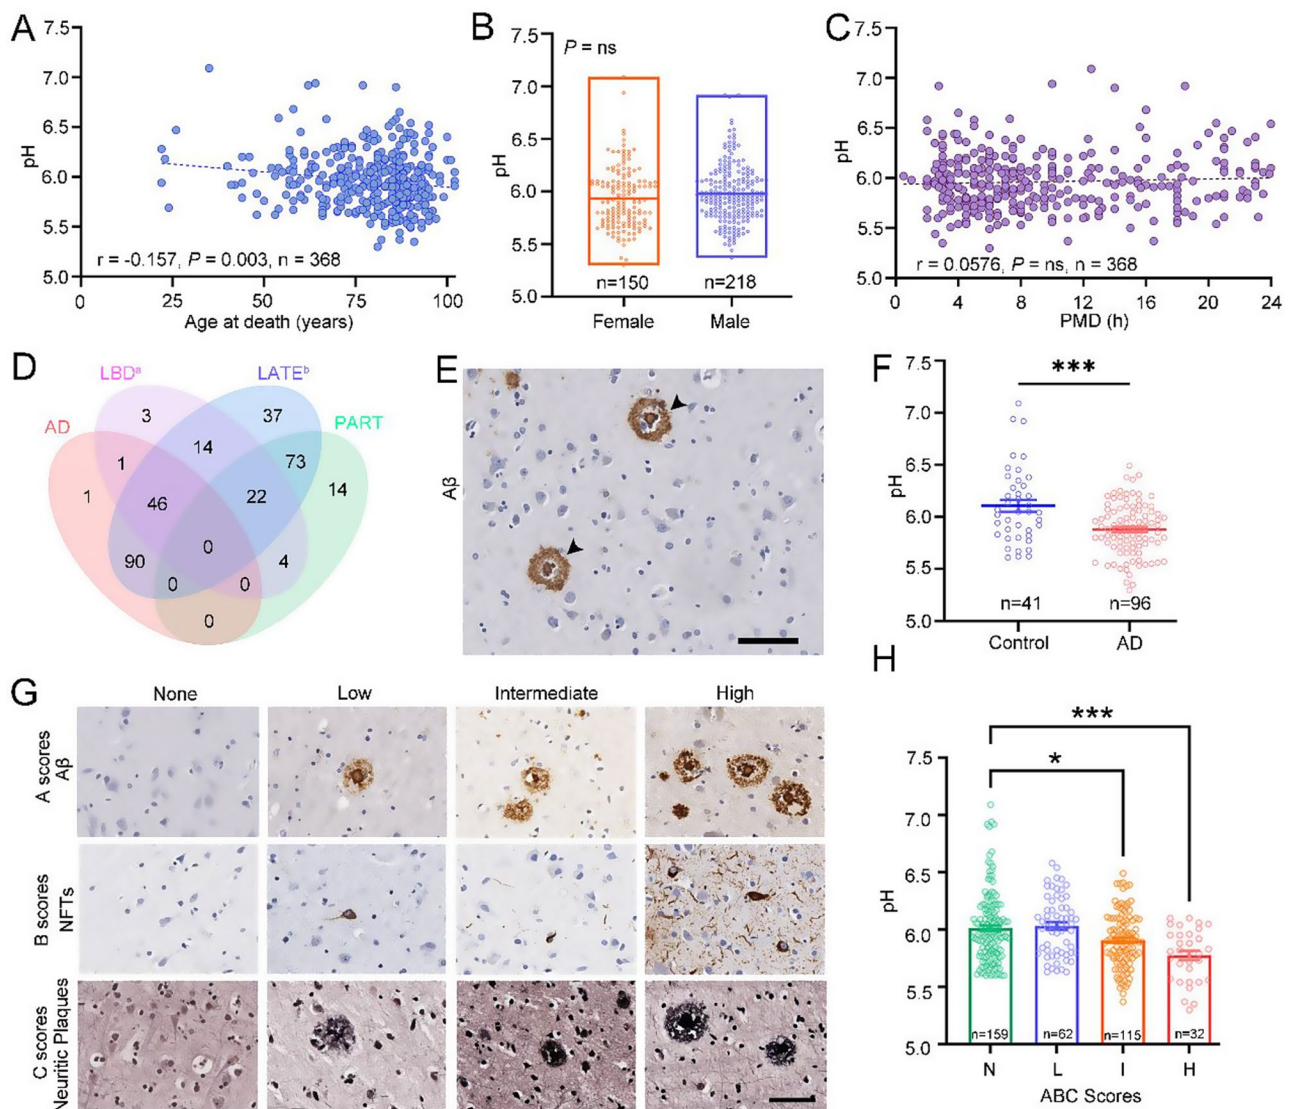 A
7.5
7.0
6.5
6.0
5.5
5.0
pH
r = -0.157, P = 0.003, n = 368
0
25
50
75
100
Age at death (years)
B
7.5
7.0
6.5
6.0
5.5
5.0
pH
P = ns
n=150
n=218
Female
Male
C
7.5
7.0
6.5
6.0
5.5
5.0
pH
r = 0.0576, P = ns, n = 368
0
4
8
12
16
20
24
PMD (h)
D
LBDᵃ
LATEᵇ
AD
PART
3
37
14
73
1
1
46
22
14
0
90
0
0
4
0
E
Aβ
F
7.5
7.0
6.5
6.0
5.5
5.0
pH
***
n=41
n=96
Control
AD
G
None
Low
Intermediate
High
A scores
Aβ
B scores
NFTs
C scores
Neuritic Plaques
H
***
*
7.5
7.0
6.5
6.0
5.5
5.0
pH
n=159
n=62
n=115
n=32
N
L
I
H
ABC Scores